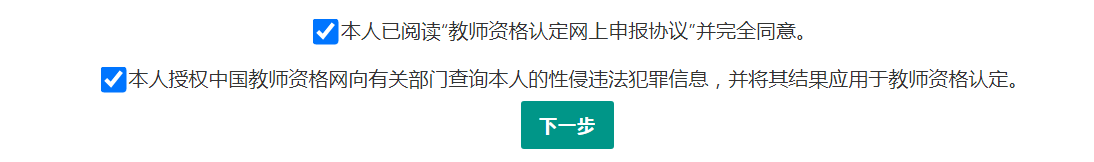 本人已阅读“教师资格认定网上申报协议”并完全同意。
本人授权中国教师资格网向有关部门查询本人的性侵违法犯罪信息，并将其结果应用于教师资格认定。
下一步